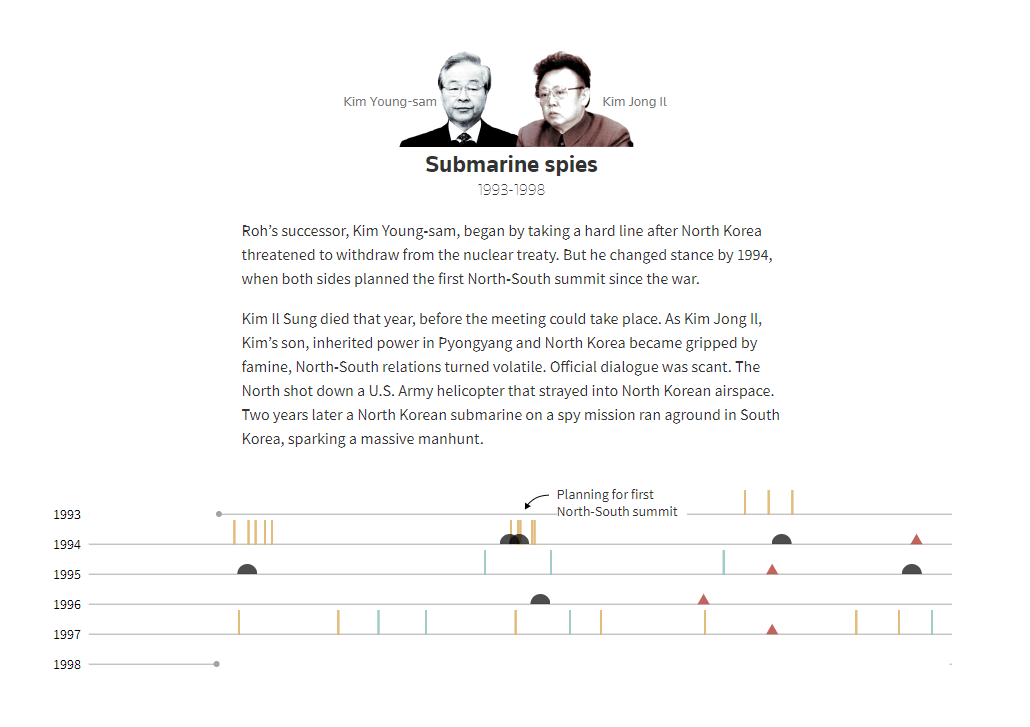 Kim Young-sam
Kim Jong Il
Submarine spies
1993-1998
Roh’s successor, Kim Young-sam, began by taking a hard line after North Korea
threatened to withdraw from the nuclear treaty. But he changed stance by 1994,
when both sides planned the first North-South summit since the war.
Kim Il Sung died that year, before the meeting could take place. As Kim Jong Il,
Kim’s son, inherited power in Pyongyang and North Korea became gripped by
famine, North-South relations turned volatile. Official dialogue was scant. The
North shot down a U.S. Army helicopter that strayed into North Korean airspace.
Two years later a North Korean submarine on a spy mission ran aground in South
Korea, sparking a massive manhunt.
Planning for first
North-South summit
1993
1994
1995
1996
1997
1998